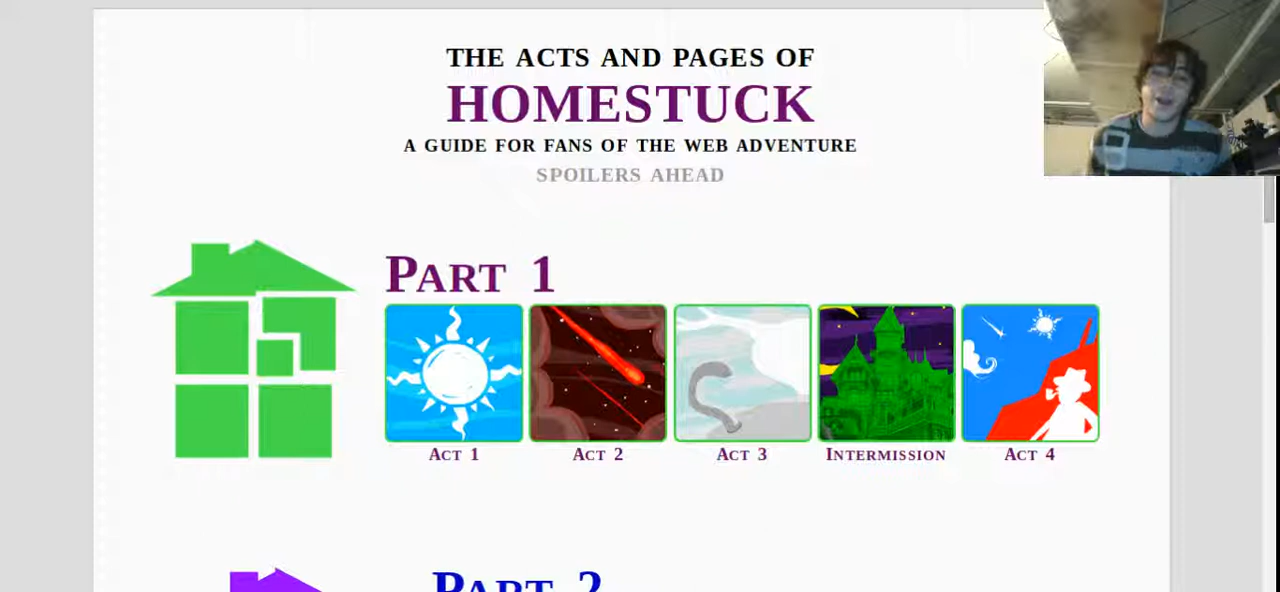 THE ACTS AND PAGES OF
HOMESTUCK
A GUIDE FOR FANS OF THE WEB ADVENTURE
SPOILERS AHEAD
PART 1
ACT 1
ACT 2
ACT 3
INTERMISSION
ACT 4
PART 2